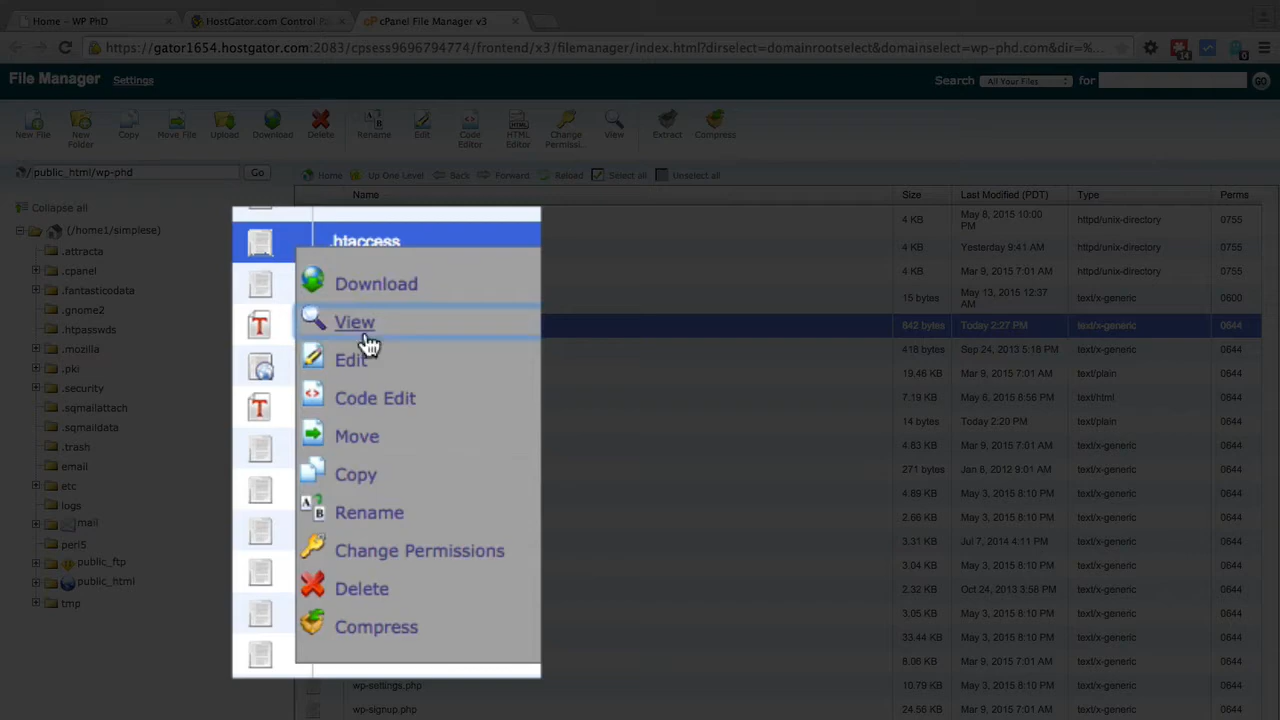 Home – WP PhD
HostGator.com Control Po
cPanel File Manager v3
https://gator1654.hostgator.com:2083/cpsess9696794774/frontend/x3/filemanager/index.html?dirselect=domainrootselect&domainselect=wp-phd.com&dir=%...
14
0
File Manager Settings
Search All Your Files for GO
New File
New Folder
Copy
Move File
Upload
Download
Delete
Rename
Edit
Code Editor
HTML Editor
Change Permissi...
View
Extract
Compress
/public_html/wp-phd Go
Home Up One Level Back Forward Reload Select all Unselect all
Collapse all
(/home1/simplese)
.attracta
.cpanel
.fantasticodata
.gnome2
.htpasswds
.mozilla
.pki
.security
.sqmailattach
.sqmaildata
.trash
email
etc
logs
mail
peri5
public_ftp
public_html
tmp
Name Size Last Modified (PDT) Type Perms
4 KB May 8, 2015 10:00 PM httpd/unix-directory 0755
4 KB Yesterday 9:41 AM httpd/unix-directory 0755
4 KB Mar 9, 2015 7:01 AM httpd/unix-directory 0755
15 bytes May 13, 2015 12:37 AM text/x-generic 0600
842 bytes Today 2:27 PM text/x-generic 0644
418 bytes Sep 24, 2013 5:18 PM text/x-generic 0644
19.46 KB Mar 9, 2015 7:01 AM text/plain 0644
7.19 KB May 6, 2015 8:56 PM text/html 0644
14 bytes Today 2:20 PM text/plain 0644
4.83 KB Mar 9, 2015 7:01 AM text/x-generic 0644
271 bytes Jan 8, 2012 9:01 AM text/x-generic 0644
4.89 KB May 3, 2015 8:10 PM text/x-generic 0644
2.66 KB May 3, 2015 8:10 PM text/x-generic 0644
3.31 KB Jul 7, 2014 4:11 PM text/x-generic 0644
3.04 KB May 3, 2015 8:10 PM text/x-generic 0644
2.32 KB Oct 24, 2013 3:58 PM text/x-generic 0644
3.05 KB May 3, 2015 8:10 PM text/x-generic 0644
33.44 KB May 3, 2015 8:10 PM text/x-generic 0644
8.06 KB Mar 9, 2015 7:01 AM text/x-generic 0644
wp-settings.php 10.79 KB May 3, 2015 8:10 PM text/x-generic 0644
wp-signup.php 24.56 KB Mar 9, 2015 7:01 AM text/x-generic 0644
.htaccess
Download
View
Edit
Code Edit
Move
Copy
Rename
Change Permissions
Delete
Compress